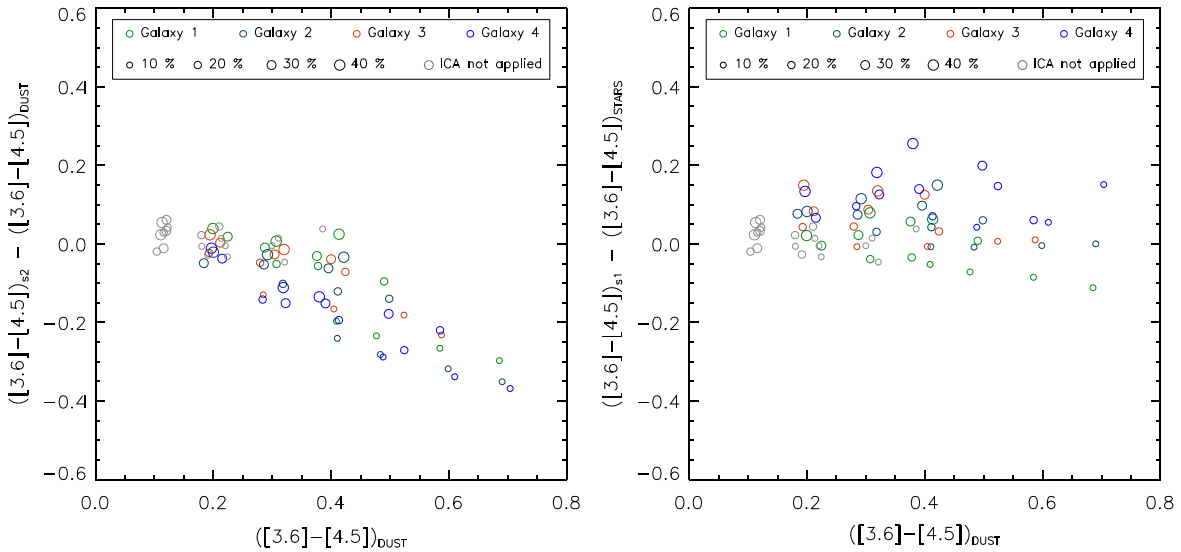 Galaxy 1 Galaxy 2 Galaxy 3 Galaxy 4
10 % 20 % 30 % 40 % ICA not applied
0.6
0.4
0.2
0.0
−0.2
−0.4
−0.6
([3.6]−[4.5])s2 − ([3.6]−[4.5])DUST
0.0 0.2 0.4 0.6 0.8
([3.6]−[4.5])DUST
Galaxy 1 Galaxy 2 Galaxy 3 Galaxy 4
10 % 20 % 30 % 40 % ICA not applied
0.6
0.4
0.2
0.0
−0.2
−0.4
−0.6
([3.6]−[4.5])s1 − ([3.6]−[4.5])STARS
0.0 0.2 0.4 0.6 0.8
([3.6]−[4.5])DUST